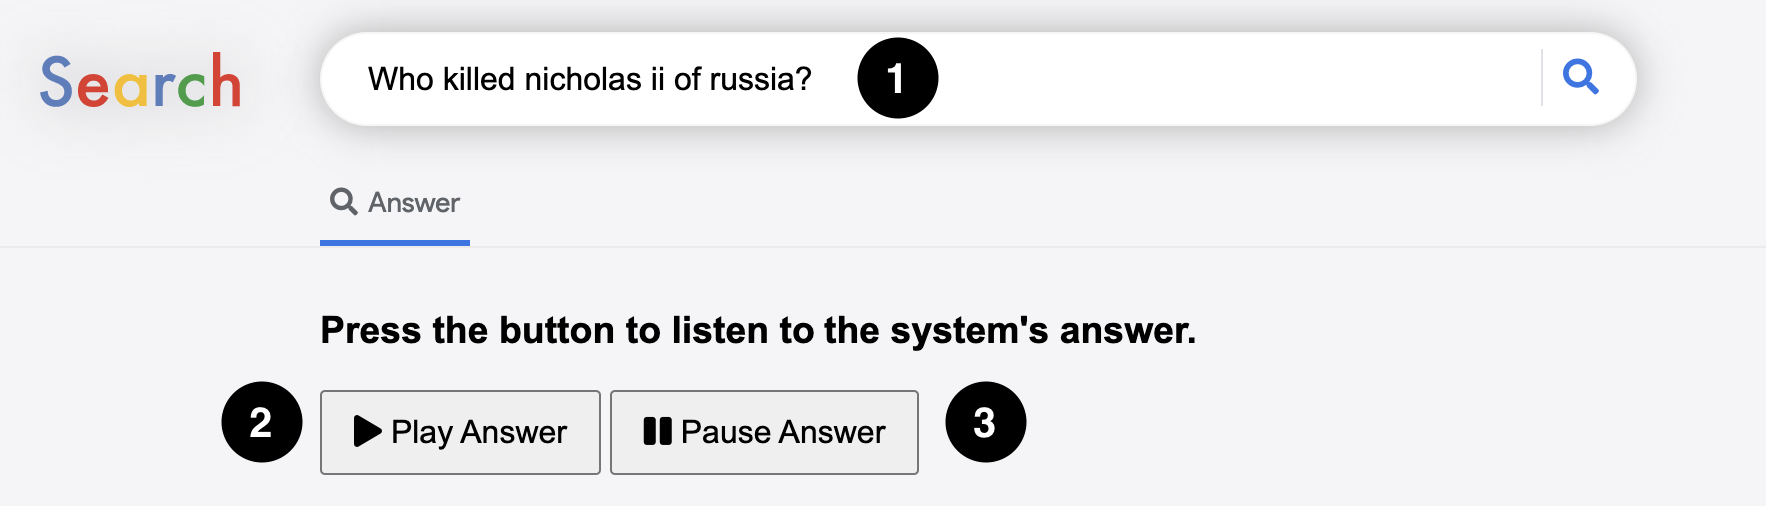 Search
Who killed nicholas ii of russia? 1
Answer
Press the button to listen to the system's answer.
2 Play Answer Pause Answer 3